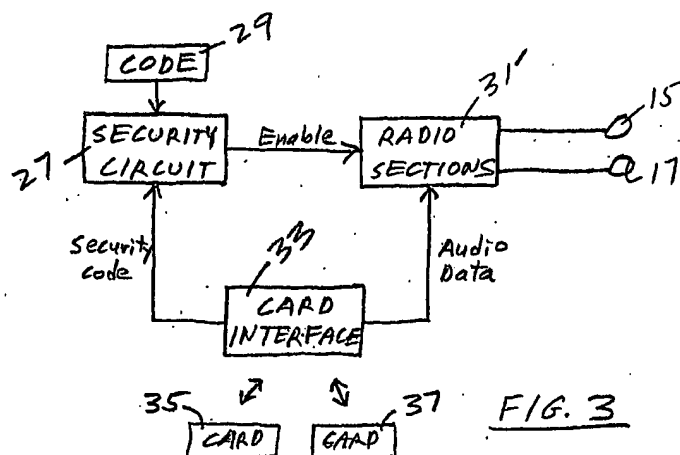 29
CODE
31'
15
SECURITY
CIRCUIT
27
Enable
RADIO
SECTIONS
17
Security
code
33
Audio
Data
CARD
INTERFACE
35
37
CARD
CARD
FIG. 3